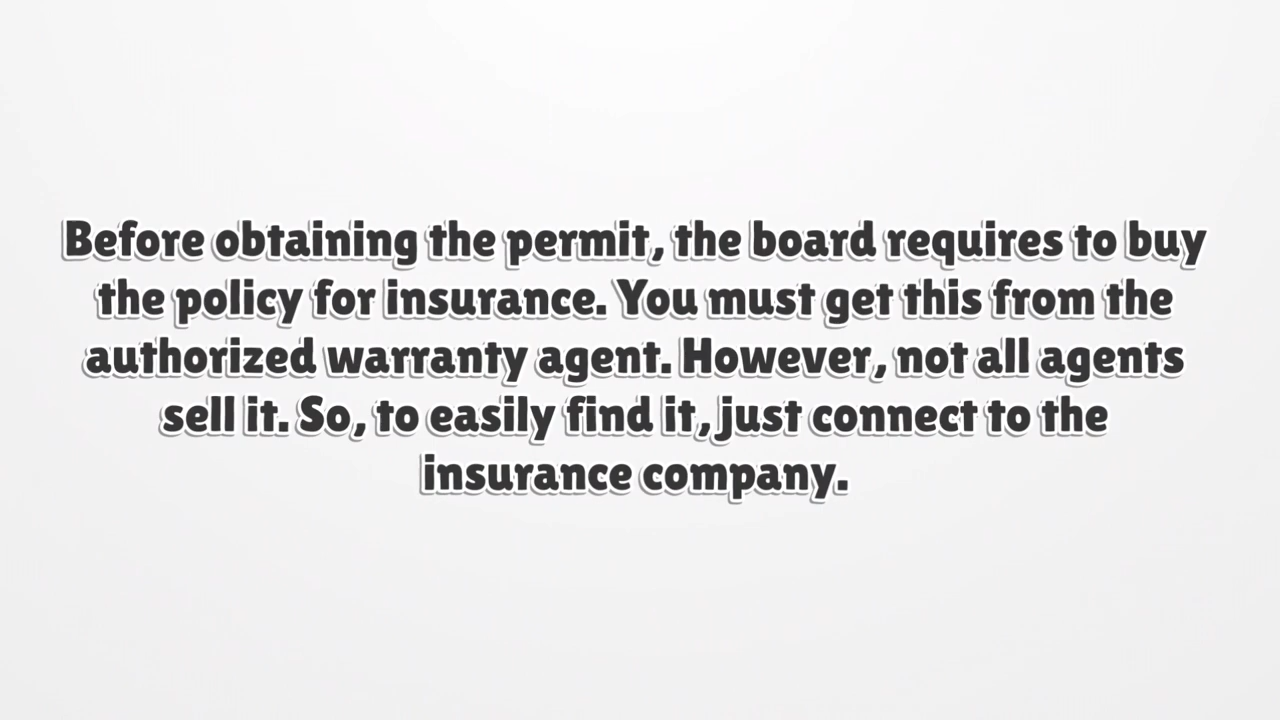 Before obtaining the permit, the board requires to buy
the policy for insurance. You must get this from the
authorized warranty agent. However, not all agents
sell it. So, to easily find it, just connect to the
insurance company.